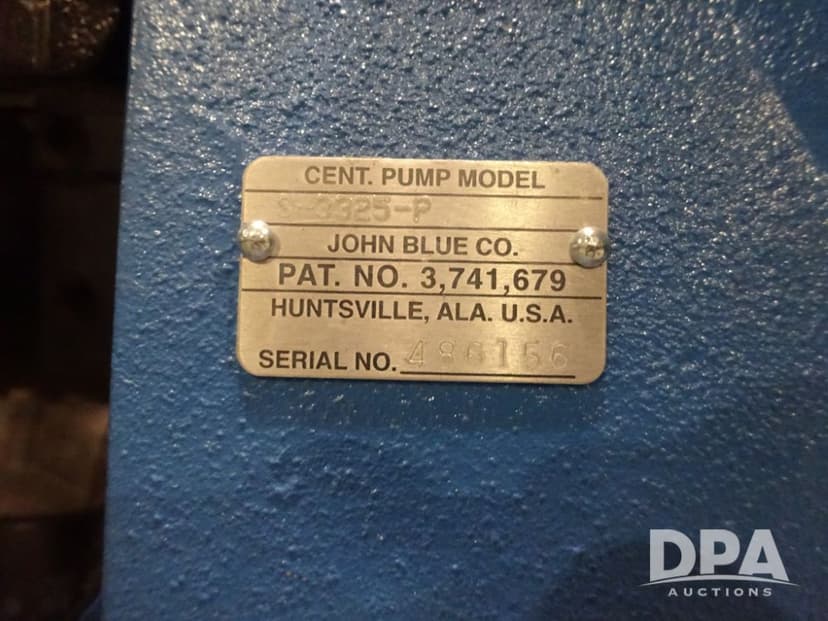 CENT. PUMP MODEL
S-3325-P
JOHN BLUE CO.
PAT. NO. 3,741,679
HUNTSVILLE, ALA. U.S.A.
SERIAL NO. 486156
DPA
AUCTIONS